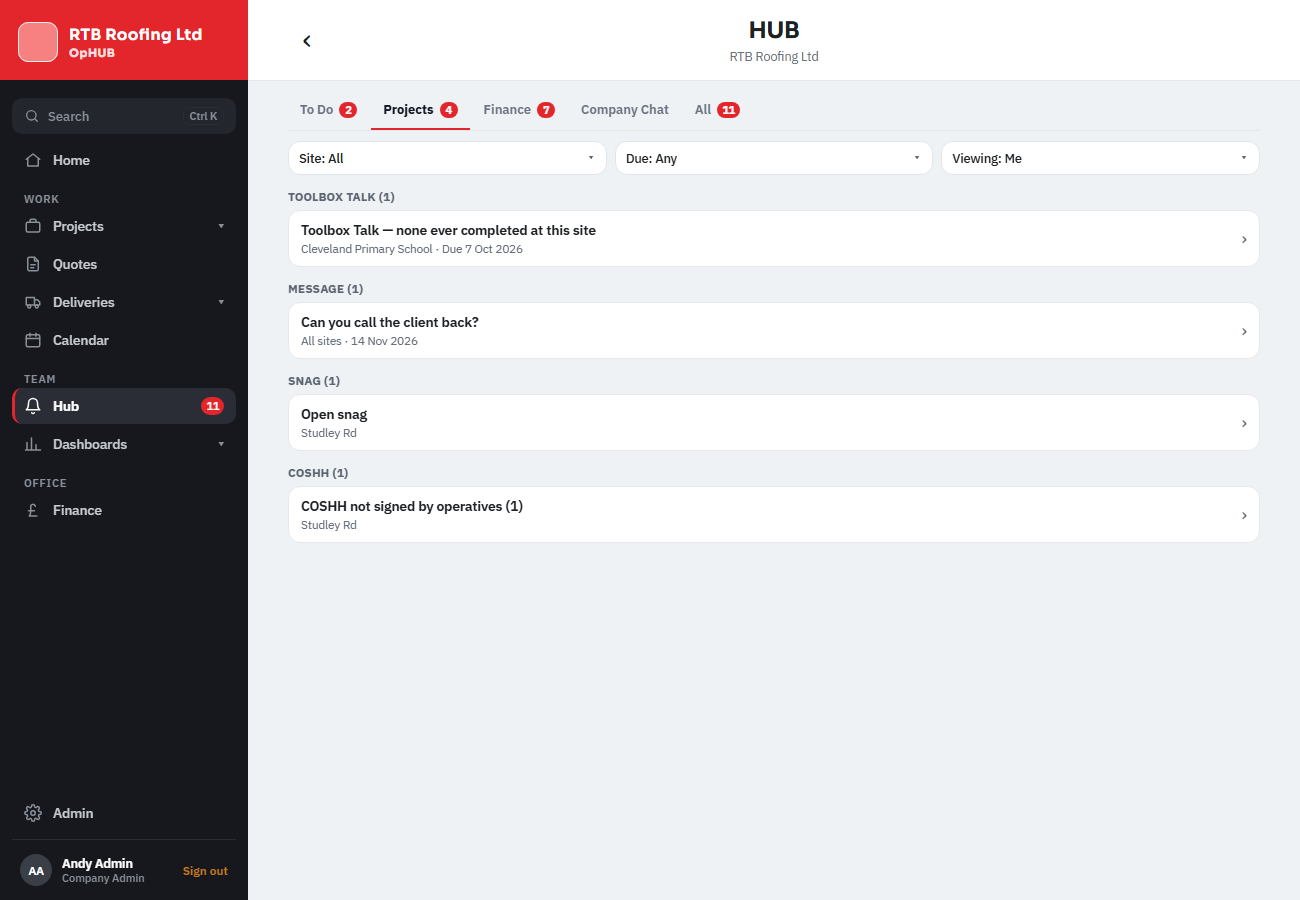 RTB Roofing Ltd
OpHUB
Search Ctrl K
Home
WORK
Projects
Quotes
Deliveries
Calendar
TEAM
Hub 11
Dashboards
OFFICE
Finance
Admin
AA
Andy Admin
Company Admin
Sign out
HUB
RTB Roofing Ltd
To Do 2 Projects 4 Finance 7 Company Chat All 11
Site: All Due: Any Viewing: Me
TOOLBOX TALK (1)
Toolbox Talk — none ever completed at this site
Cleveland Primary School · Due 7 Oct 2026
MESSAGE (1)
Can you call the client back?
All sites · 14 Nov 2026
SNAG (1)
Open snag
Studley Rd
COSHH (1)
COSHH not signed by operatives (1)
Studley Rd